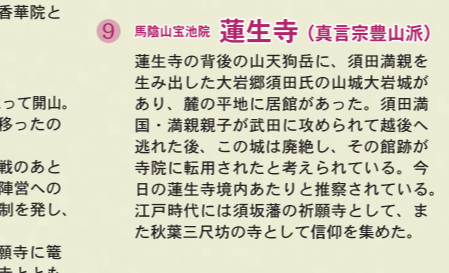 香華院と
って開山。
移ったの
戦のあと
陣営への
制を発し、
願寺に篭
⑨ 馬陰山宝池院 蓮生寺（真言宗豊山派）
蓮生寺の背後の山天狗岳に、須田満親を
生み出した大岩郷須田氏の山城大岩城が
あり、麓の平地に居館があった。須田満
国・満親親子が武田に攻められて越後へ
逃れた後、この城は廃絶し、その館跡が
寺院に転用されたと考えられている。今
日の蓮生寺境内あたりと推察されている。
江戸時代には須坂藩の祈願寺として、ま
た秋葉三尺坊の寺として信仰を集めた。